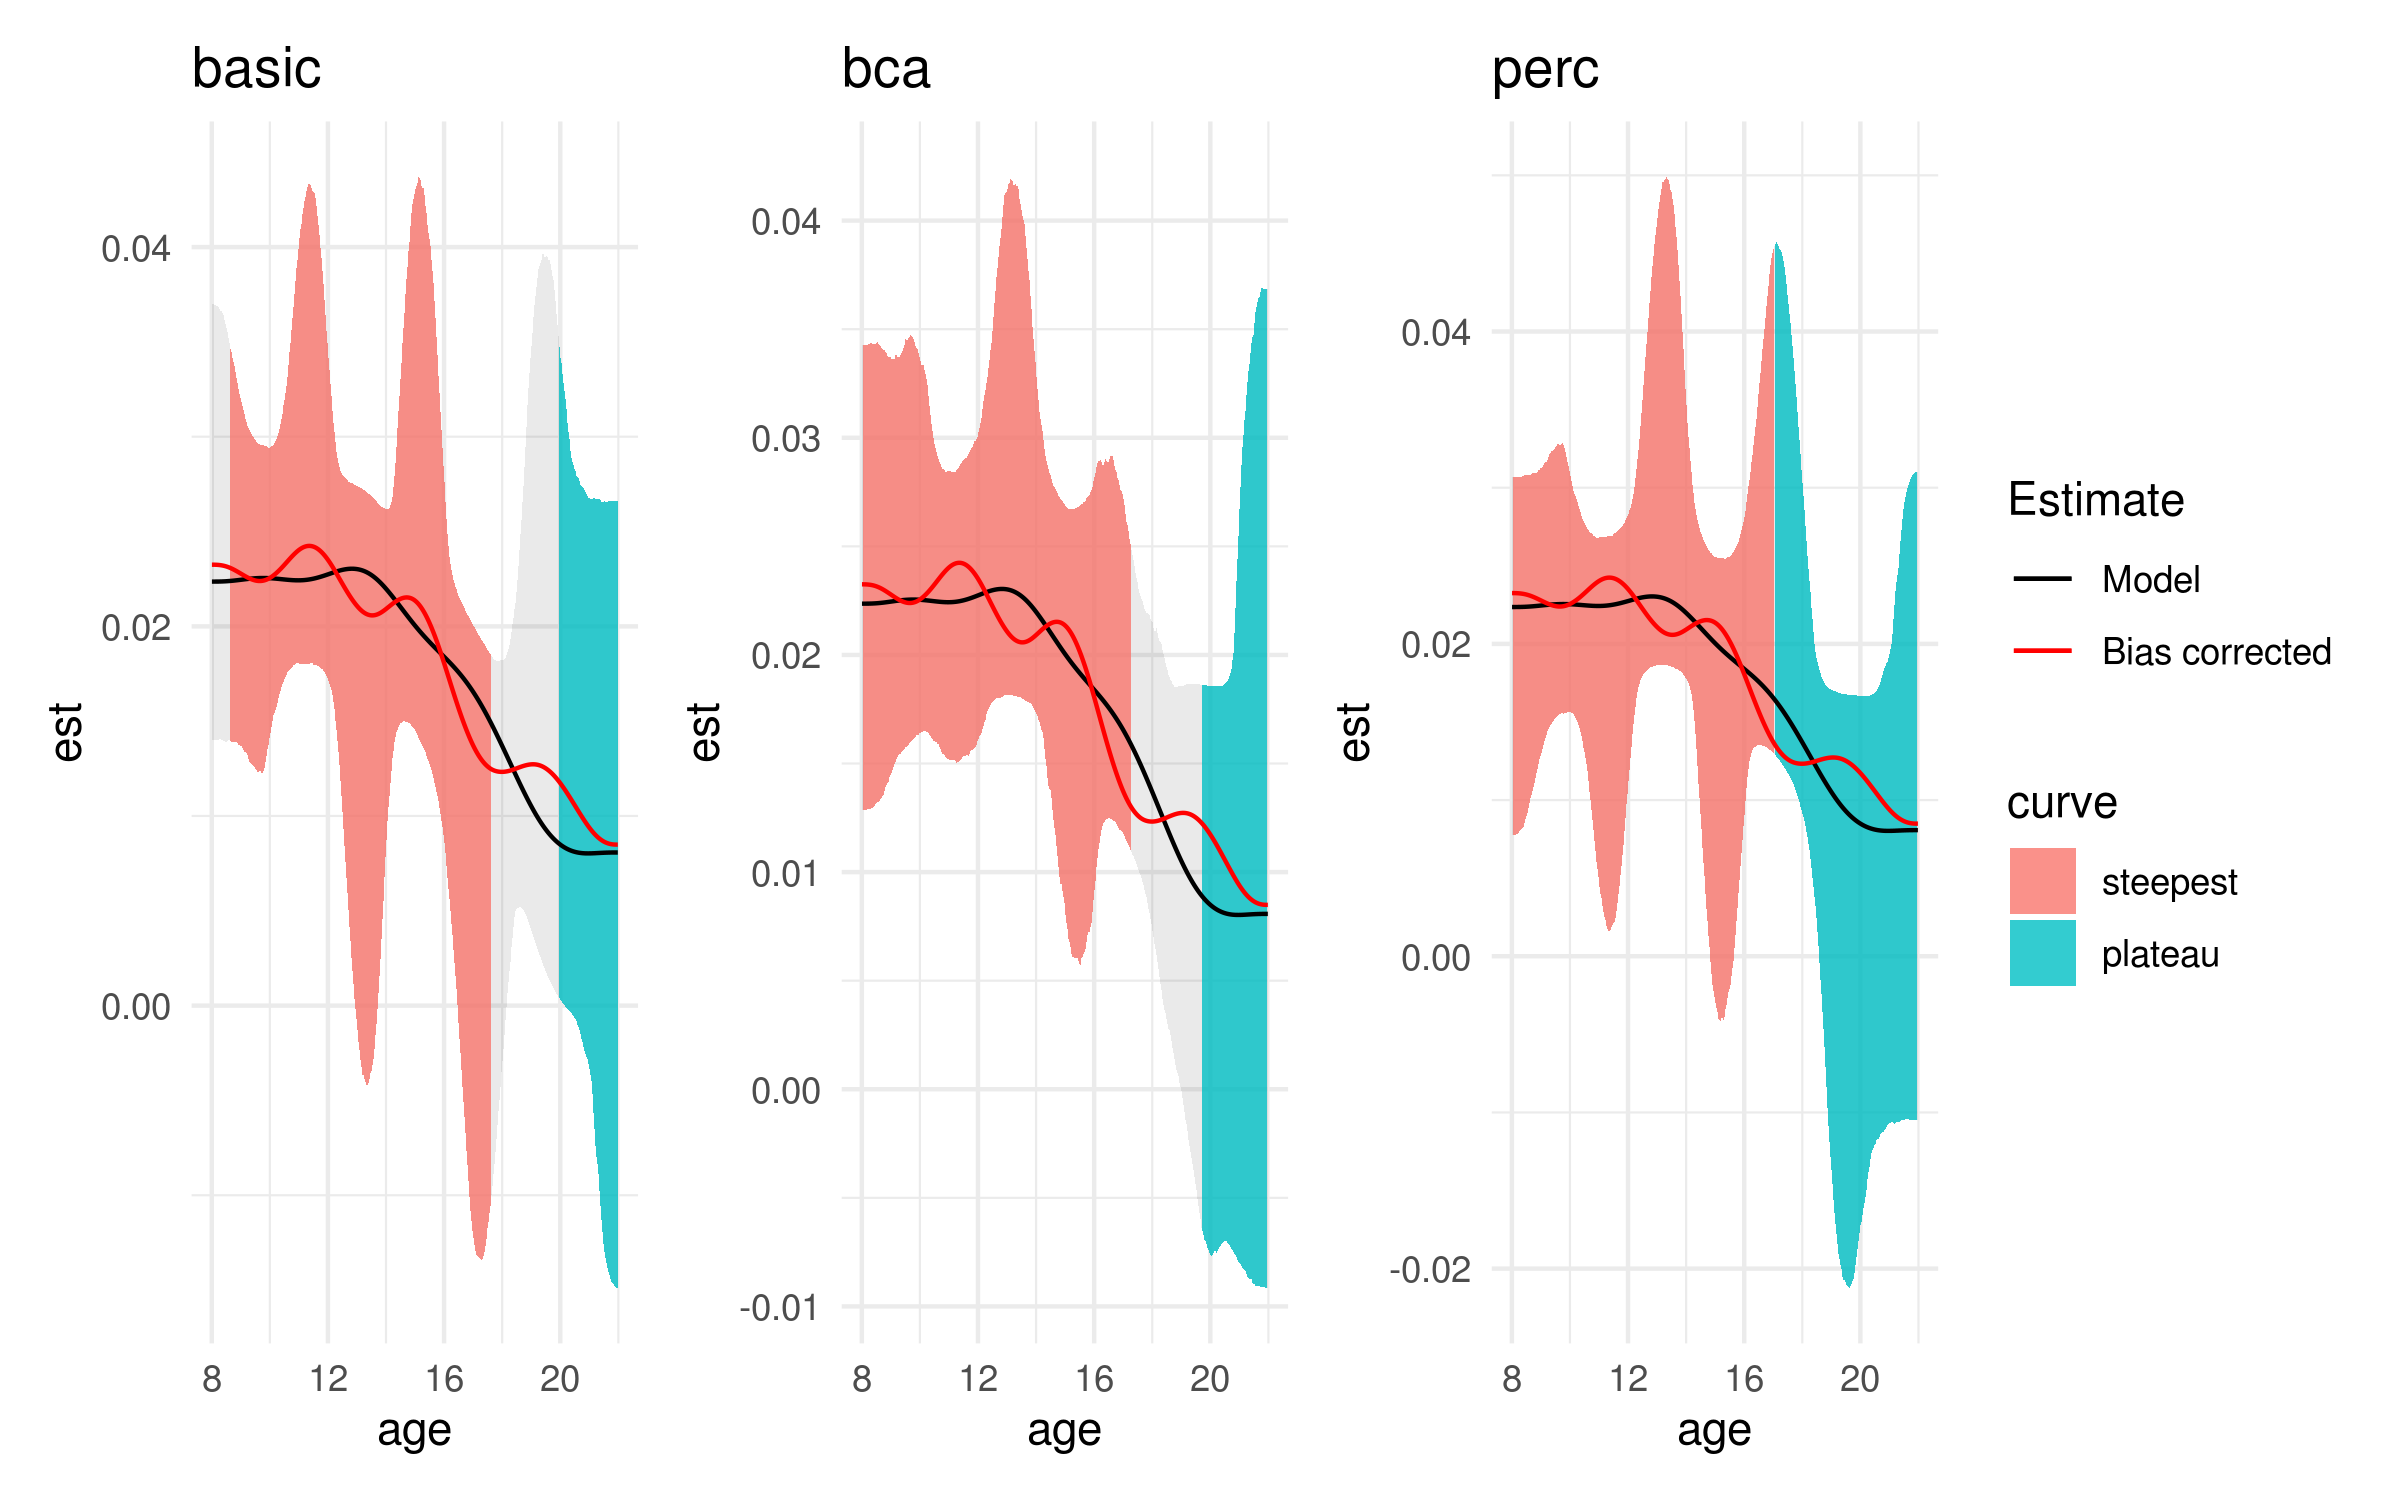 basic
bca
perc
est
0.04
0.02
0.00
8 12 16 20
age
est
0.04
0.03
0.02
0.01
0.00
-0.01
8 12 16 20
age
est
0.04
0.02
0.00
-0.02
8 12 16 20
age
Estimate
Model
Bias corrected
curve
steepest
plateau